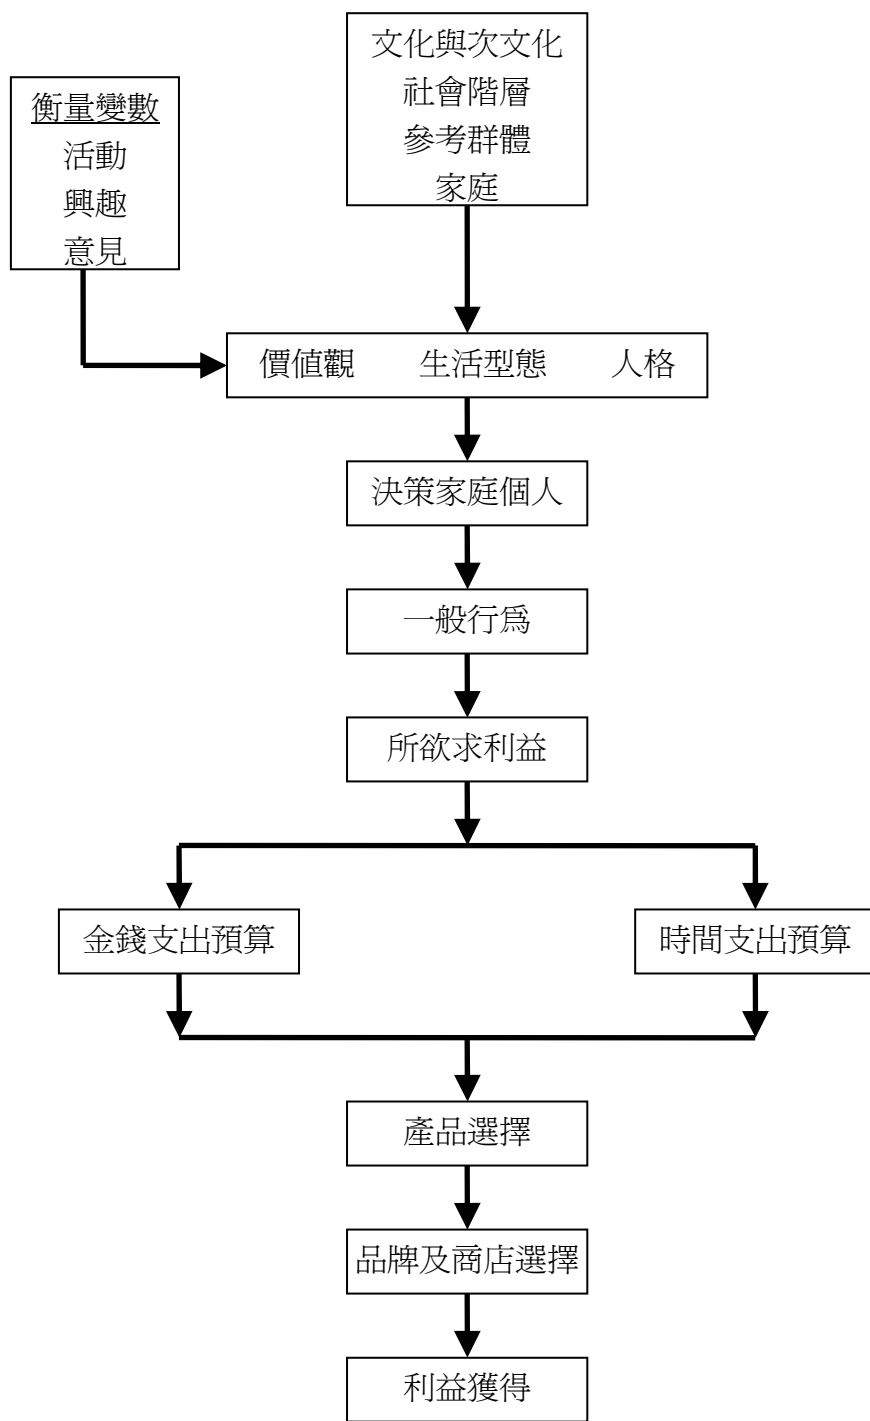 文化與次文化
社會階層
參考群體
家庭
衡量變數
活動
興趣
意見
價值觀 生活型態 人格
決策家庭個人
一般行為
所欲求利益
金錢支出預算
時間支出預算
產品選擇
品牌及商店選擇
利益獲得